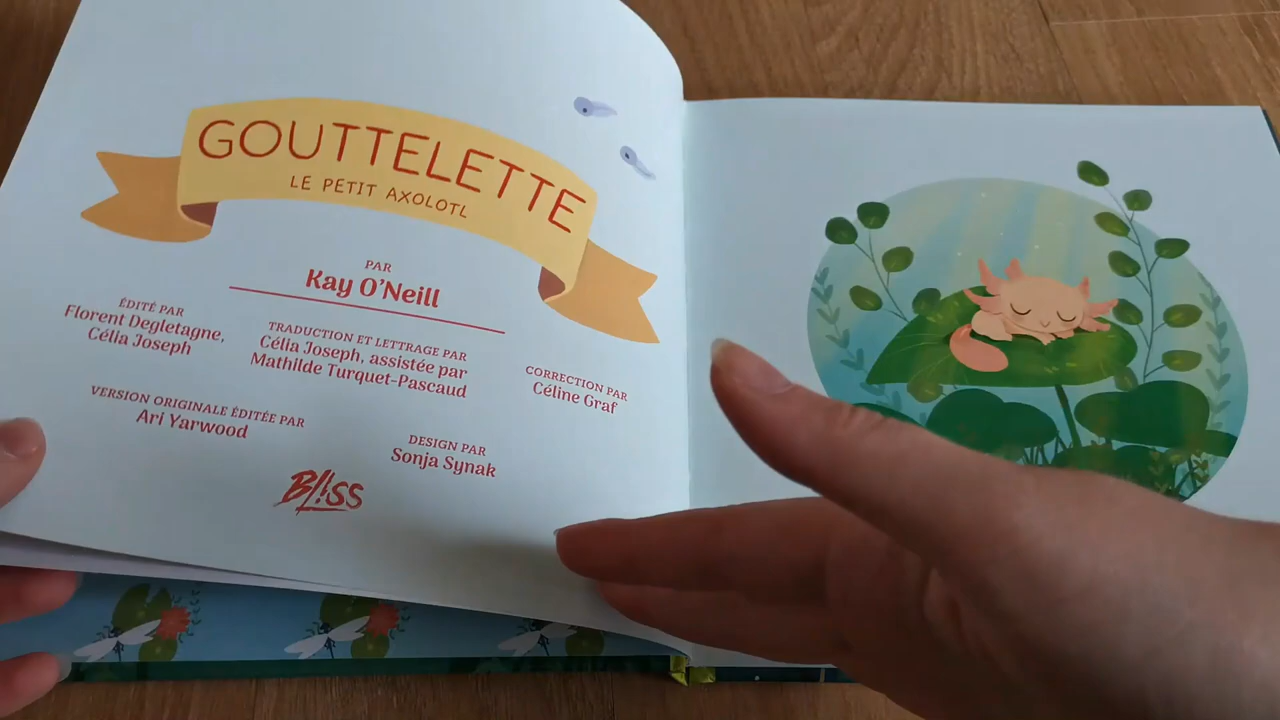 GOUTTELETTE
LE PETIT AXOLOTL
PAR
Kay O'Neill
ÉDITÉ PAR
Florent Degletagne,
Célia Joseph
TRADUCTION ET LETTRAGE PAR
Célia Joseph, assistée par
Mathilde Turquet-Pascaud
CORRECTION PAR
Céline Graf
VERSION ORIGINALE ÉDITÉE PAR
Ari Yarwood
DESIGN PAR
Sonja Synak
BL!SS